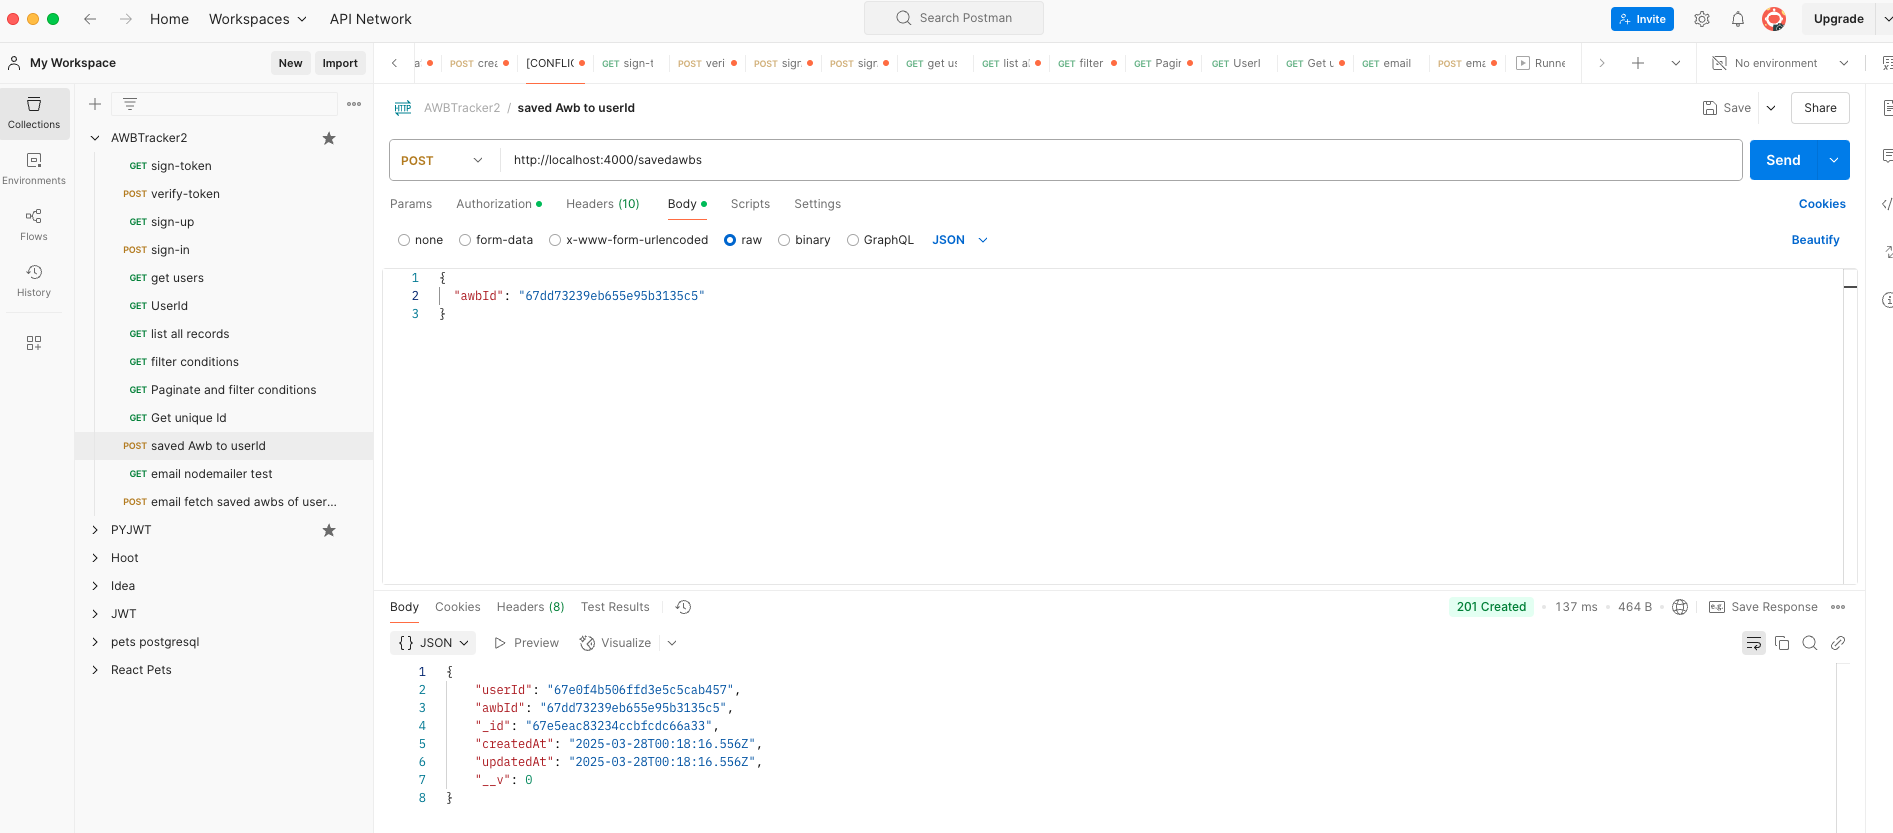 Home Workspaces API Network Search Postman Invite Upgrade
My Workspace New Import POST crea [CONFLIC GET sign-t POST veri POST sign POST sign GET get us GET list al GET filter GET Pagir GET UserI GET Get u GET email POST ema Runne No environment
Collections
Environments
Flows
History
AWBTracker2
GET sign-token
POST verify-token
GET sign-up
POST sign-in
GET get users
GET UserId
GET list all records
GET filter conditions
GET Paginate and filter conditions
GET Get unique Id
POST saved Awb to userId
GET email nodemailer test
POST email fetch saved awbs of user...
PYJWT
Hoot
Idea
JWT
pets postgresql
React Pets
HTTP AWBTracker2 / saved Awb to userId Save Share
POST http://localhost:4000/savedawbs Send
Params Authorization Headers (10) Body Scripts Settings Cookies
none form-data x-www-form-urlencoded raw binary GraphQL JSON Beautify
1 {
2 "awbId": "67dd73239eb655e95b3135c5"
3 }
Body Cookies Headers (8) Test Results 201 Created 137 ms 464 B Save Response
{} JSON Preview Visualize
1 {
2 "userId": "67e0f4b506ffd3e5c5cab457",
3 "awbId": "67dd73239eb655e95b3135c5",
4 "_id": "67e5eac83234ccbfcdc66a33",
5 "createdAt": "2025-03-28T00:18:16.556Z",
6 "updatedAt": "2025-03-28T00:18:16.556Z",
7 "__v": 0
8 }